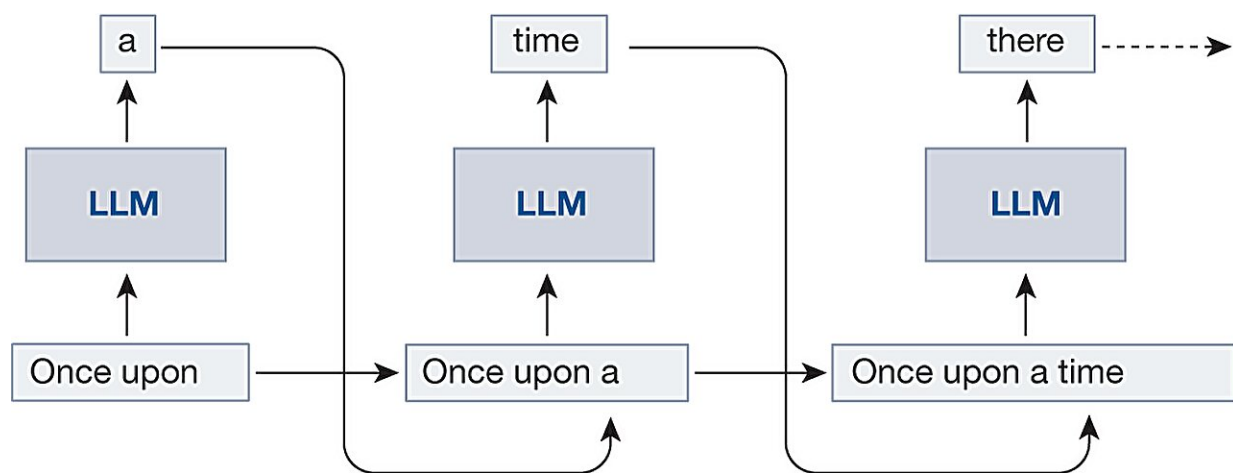 a
time
there
LLM
LLM
LLM
Once upon
Once upon a
Once upon a time